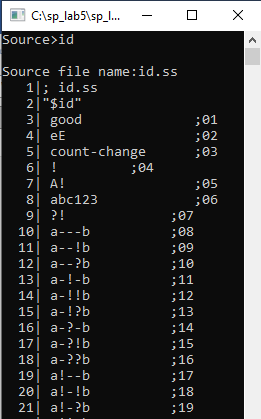 C:\sp_lab5\sp_l...
Source>id
Source file name:id.ss
1|; id.ss
2|"$id"
3| good ;01
4| eE ;02
5| count-change ;03
6| ! ;04
7| A! ;05
8| abc123 ;06
9| ?! ;07
10| a---b ;08
11| a--!b ;09
12| a--?b ;10
13| a-!-b ;11
14| a-!!b ;12
15| a-!?b ;13
16| a-?-b ;14
17| a-?!b ;15
18| a-??b ;16
19| a!--b ;17
20| a!-!b ;18
21| a!-?b ;19